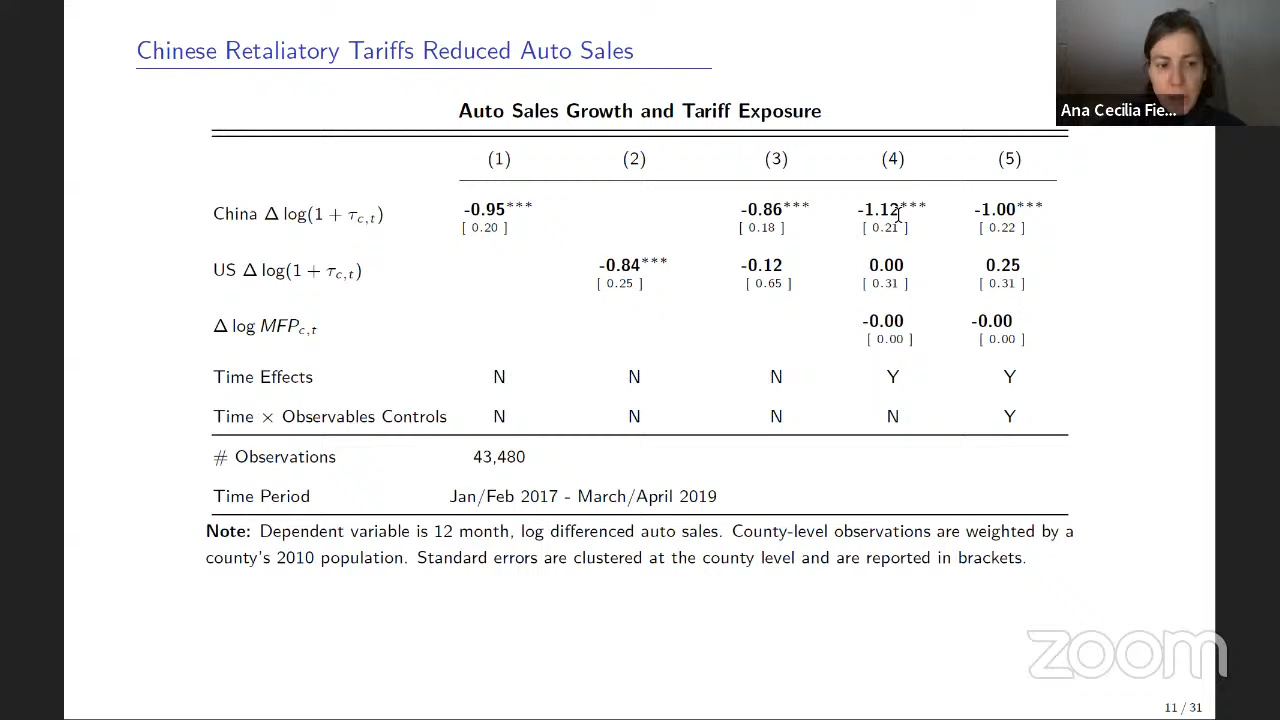 Chinese Retaliatory Tariffs Reduced Auto Sales
Ana Cecilia Fie...
Auto Sales Growth and Tariff Exposure
(1) (2) (3) (4) (5)
China Δ log(1 + τc,t) -0.95*** -0.86*** -1.12*** -1.00***
[ 0.20 ] [ 0.18 ] [ 0.21 ] [ 0.22 ]
US Δ log(1 + τc,t) -0.84*** -0.12 0.00 0.25
[ 0.25 ] [ 0.65 ] [ 0.31 ] [ 0.31 ]
Δ log MFPc,t -0.00 -0.00
[ 0.00 ] [ 0.00 ]
Time Effects N N N Y Y
Time × Observables Controls N N N N Y
# Observations 43,480
Time Period Jan/Feb 2017 - March/April 2019
Note: Dependent variable is 12 month, log differenced auto sales. County-level observations are weighted by a
county's 2010 population. Standard errors are clustered at the county level and are reported in brackets.
zoom
11 / 31